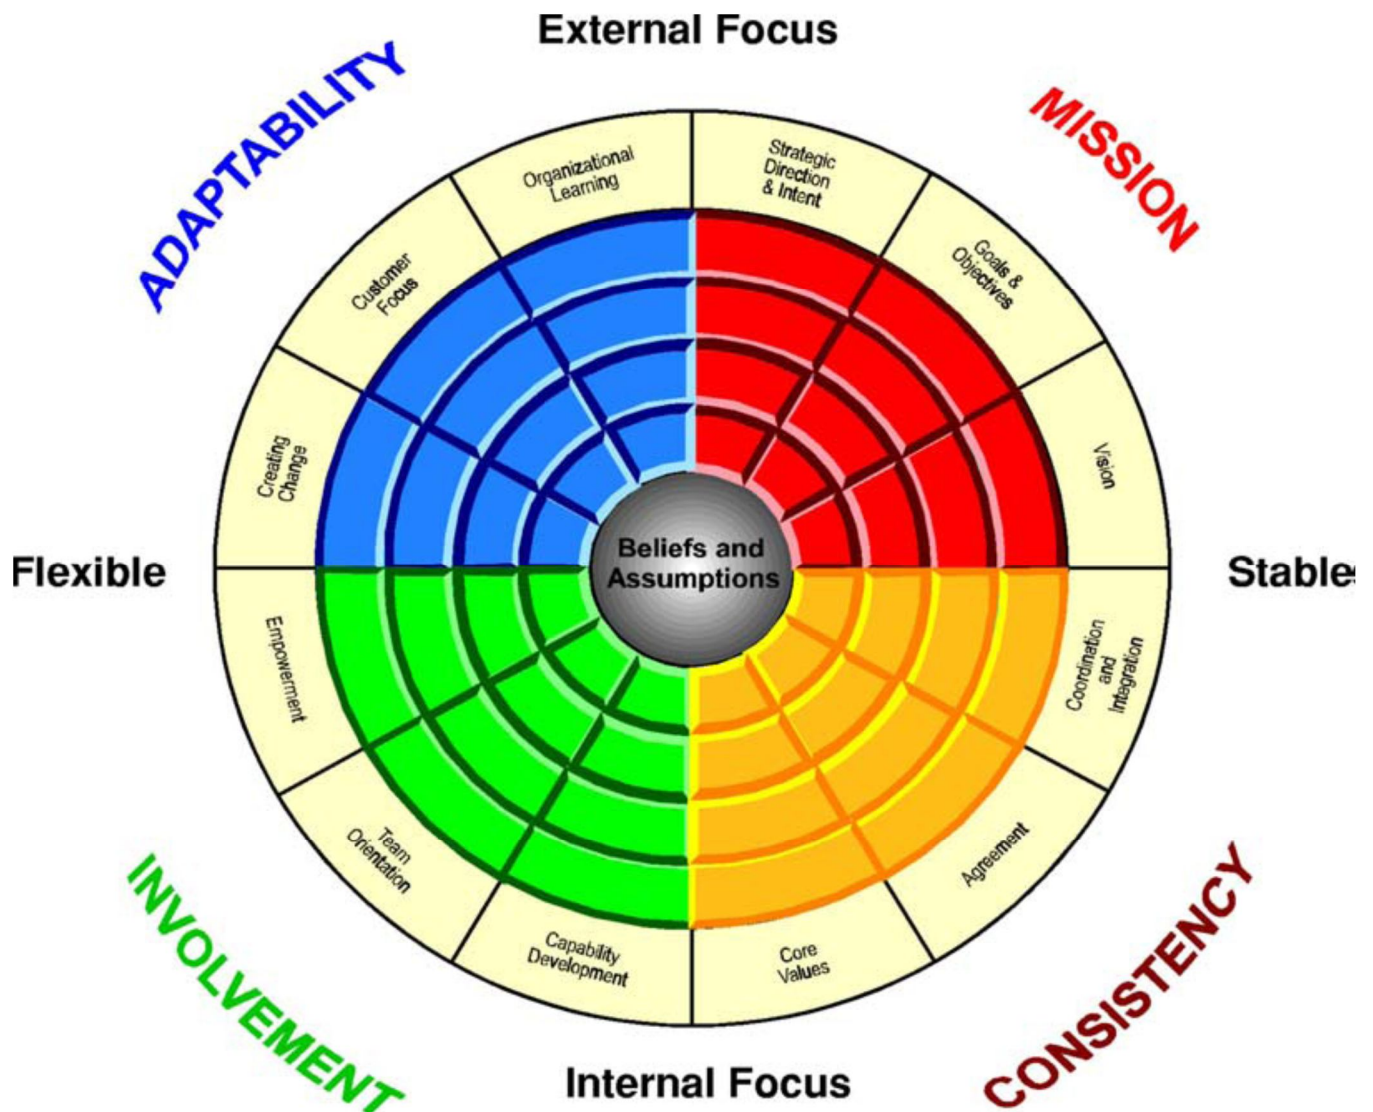 External Focus
ADAPTABILITY
MISSION
Organizational
Learning
Strategic
Direction
& Intent
Customer
Focus
Goals &
Objectives
Creating
Change
Vision
Beliefs and
Assumptions
Flexible
Stable
Empowerment
Coordination
and
Integration
Team
Orientation
Agreement
Capability
Development
Core
Values
INVOLVEMENT
CONSISTENCY
Internal Focus